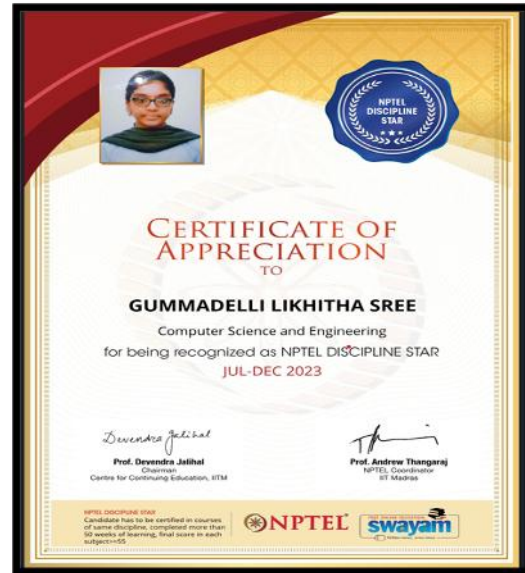 NPTEL
DISCIPLINE
STAR
CERTIFICATE OF
APPRECIATION
TO
GUMMADELLI LIKHITHA SREE
Computer Science and Engineering
for being recognized as NPTEL DISCIPLINE STAR
JUL-DEC 2023
Devendra Jalihal
Prof. Devendra Jalihal
Chairman
Centre for Continuing Education, IITM
Prof. Andrew Thangaraj
NPTEL Coordinator
IIT Madras
NPTEL DISCIPLINE STAR
Candidate has to be certified in courses
of same discipline, completed more than
50 weeks of learning, final score in each
subject>=55
NPTEL
swayam